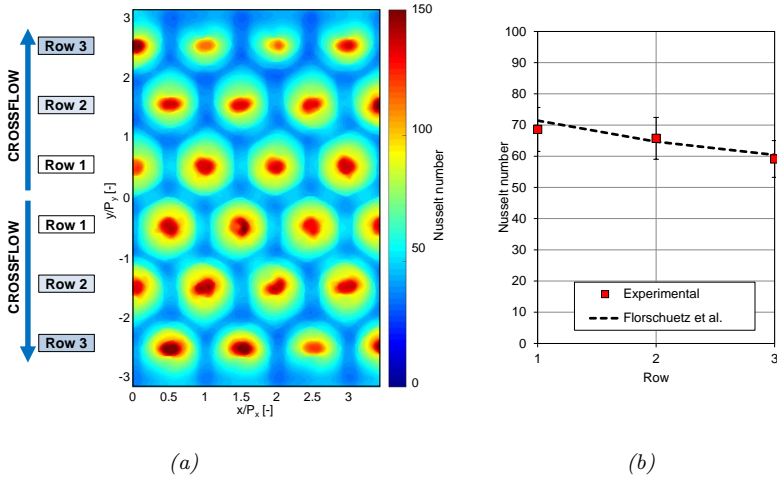 CROSSFLOW
CROSSFLOW
Row 3
Row 2
Row 1
Row 1
Row 2
Row 3
3
2
1
0
-1
-2
-3
y/Py [-]
0
0.5
1
1.5
2
2.5
3
x/Px [-]
150
100
50
0
Nusselt number
(a)
100
90
80
70
60
50
40
30
20
10
0
Nusselt number
Experimental
Florschuetz et al.
1
2
3
Row
(b)